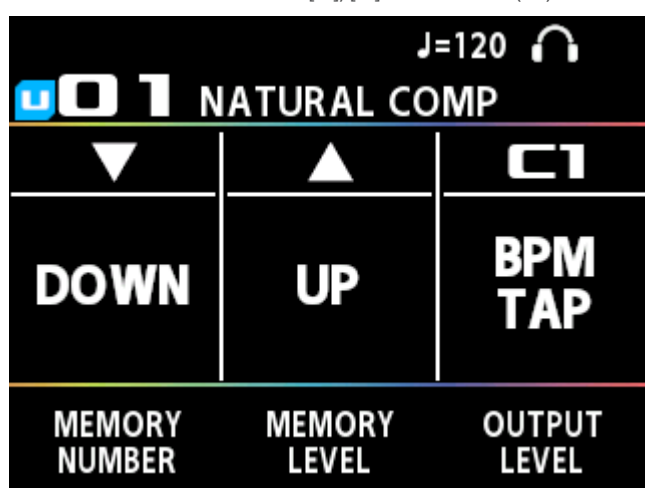 ♩=120
U01 NATURAL COMP
▼ ▲ C1
DOWN UP BPM TAP
MEMORY NUMBER MEMORY LEVEL OUTPUT LEVEL